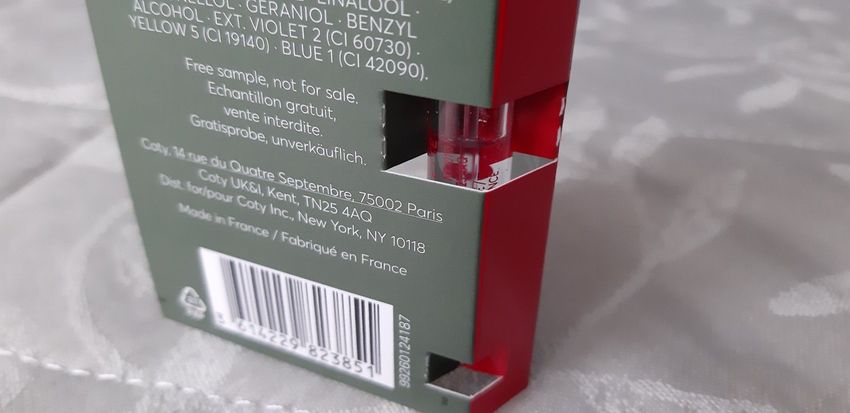 LINALOOL ·
GERANIOL · BENZYL
ALCOHOL · EXT. VIOLET 2 (CI 60730) ·
YELLOW 5 (CI 19140) · BLUE 1 (CI 42090).
Free sample, not for sale.
Echantillon gratuit,
vente interdite.
Gratisprobe, unverkäuflich.
Coty, 14 rue du Quatre Septembre, 75002 Paris
Coty UK&I, Kent, TN25 4AQ
Dist. for/pour Coty Inc., New York, NY 10118
Made in France / Fabriqué en France
3 614229 823851
99260124187